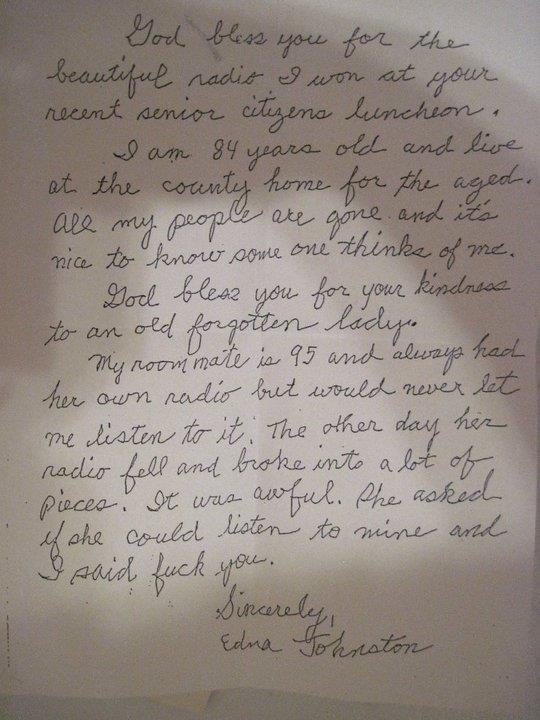 God bless you for the
beautiful radio I won at your
recent senior citizens luncheon.
I am 84 years old and live
at the county home for the aged.
All my people are gone and it's
nice to know some one thinks of me.
God bless you for your kindness
to an old forgotten lady.
My roommate is 95 and always had
her own radio but would never let
me listen to it. The other day her
radio fell and broke into a lot of
pieces. It was awful. She asked
if she could listen to mine and
I said fuck you.
Sincerely,
Edna Johnston